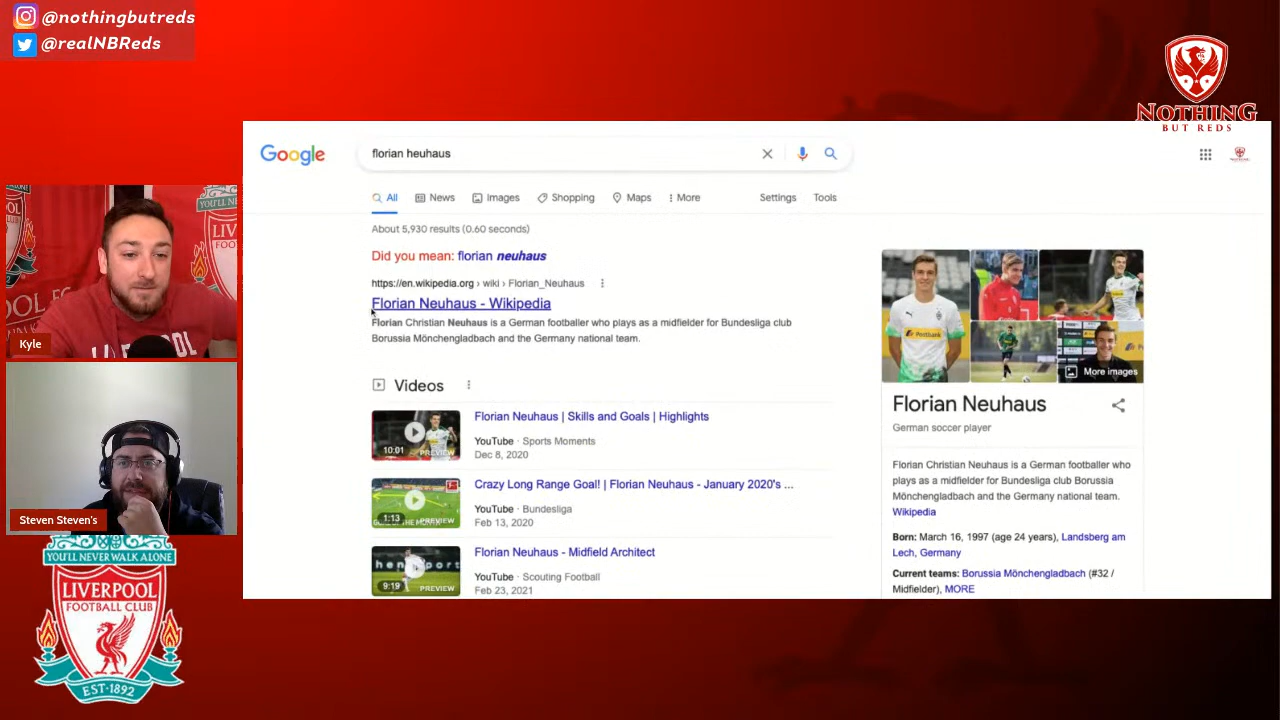 @nothingbutreds
@realNBReds
NOTHING
BUT REDS
Google
florian heuhaus
All
News
Images
Shopping
Maps
More
Settings
Tools
About 5,930 results (0.60 seconds)
Did you mean: florian neuhaus
https://en.wikipedia.org › wiki › Florian_Neuhaus
Florian Neuhaus - Wikipedia
Florian Christian Neuhaus is a German footballer who plays as a midfielder for Bundesliga club
Borussia Mönchengladbach and the Germany national team.
Videos
10:01
PREVIEW
Florian Neuhaus | Skills and Goals | Highlights
YouTube · Sports Moments
Dec 8, 2020
1:13
PREVIEW
Crazy Long Range Goal! | Florian Neuhaus - January 2020's ...
YouTube · Bundesliga
Feb 13, 2020
9:19
PREVIEW
Florian Neuhaus - Midfield Architect
YouTube · Scouting Football
Feb 23, 2021
Postbank
More images
Florian Neuhaus
German soccer player
Florian Christian Neuhaus is a German footballer who
plays as a midfielder for Bundesliga club Borussia
Mönchengladbach and the Germany national team.
Wikipedia
Born: March 16, 1997 (age 24 years), Landsberg am
Lech, Germany
Current teams: Borussia Mönchengladbach (#32 /
Midfielder), MORE
Kyle
Steven Steven's
YOU'LL NEVER WALK ALONE
LIVERPOOL
FOOTBALL CLUB
EST·1892